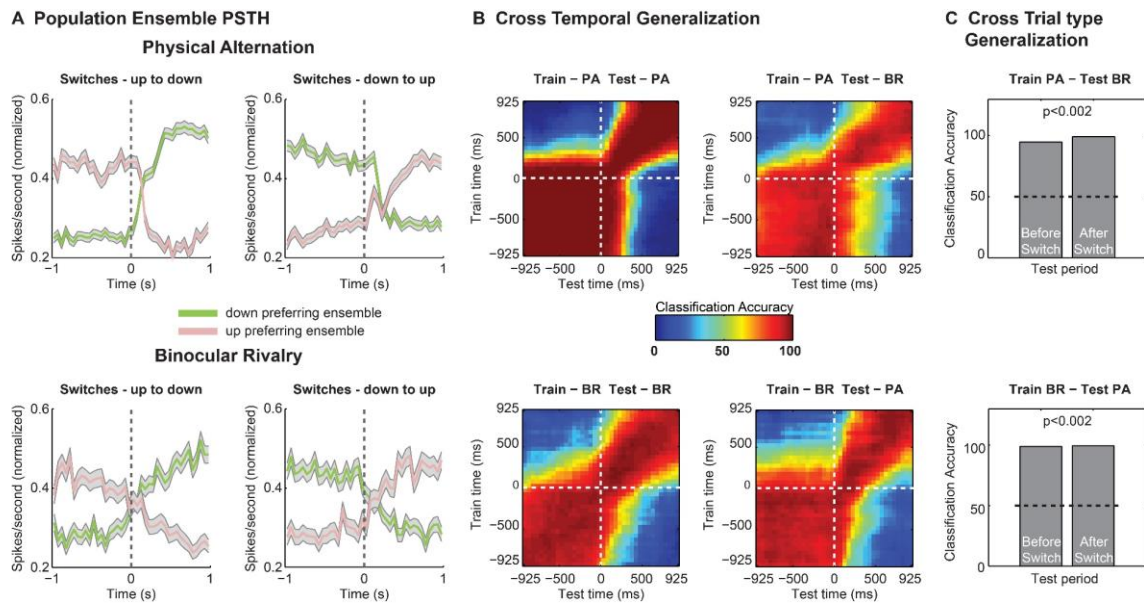 A Population Ensemble PSTH
Physical Alternation
Switches - up to down
Switches - down to up
Spikes/second (normalized)
0.6
0.4
0.2
-1
0
1
Time (s)
Spikes/second (normalized)
0.6
0.4
0.2
-1
0
1
Time (s)
down preferring ensemble
up preferring ensemble
Binocular Rivalry
Switches - up to down
Switches - down to up
Spikes/second (normalized)
0.6
0.4
0.2
-1
0
1
Time (s)
Spikes/second (normalized)
0.6
0.4
0.2
-1
0
1
Time (s)
B Cross Temporal Generalization
Train – PA Test – PA
Train – PA Test – BR
Train time (ms)
925
500
0
−500
−925
−925 −500 0 500 925
Test time (ms)
Train time (ms)
925
500
0
−500
−925
−925 −500 0 500 925
Test time (ms)
Classification Accuracy
0 50 100
Train – BR Test – BR
Train – BR Test – PA
Train time (ms)
925
500
0
−500
−925
−925 −500 0 500 925
Test time (ms)
Train time (ms)
925
500
0
−500
−925
−925 −500 0 500 925
Test time (ms)
C Cross Trial type
Generalization
Train PA – Test BR
p<0.002
Classification Accuracy
100
50
0
Before
Switch
After
Switch
Test period
Train BR – Test PA
p<0.002
Classification Accuracy
100
50
0
Before
Switch
After
Switch
Test period